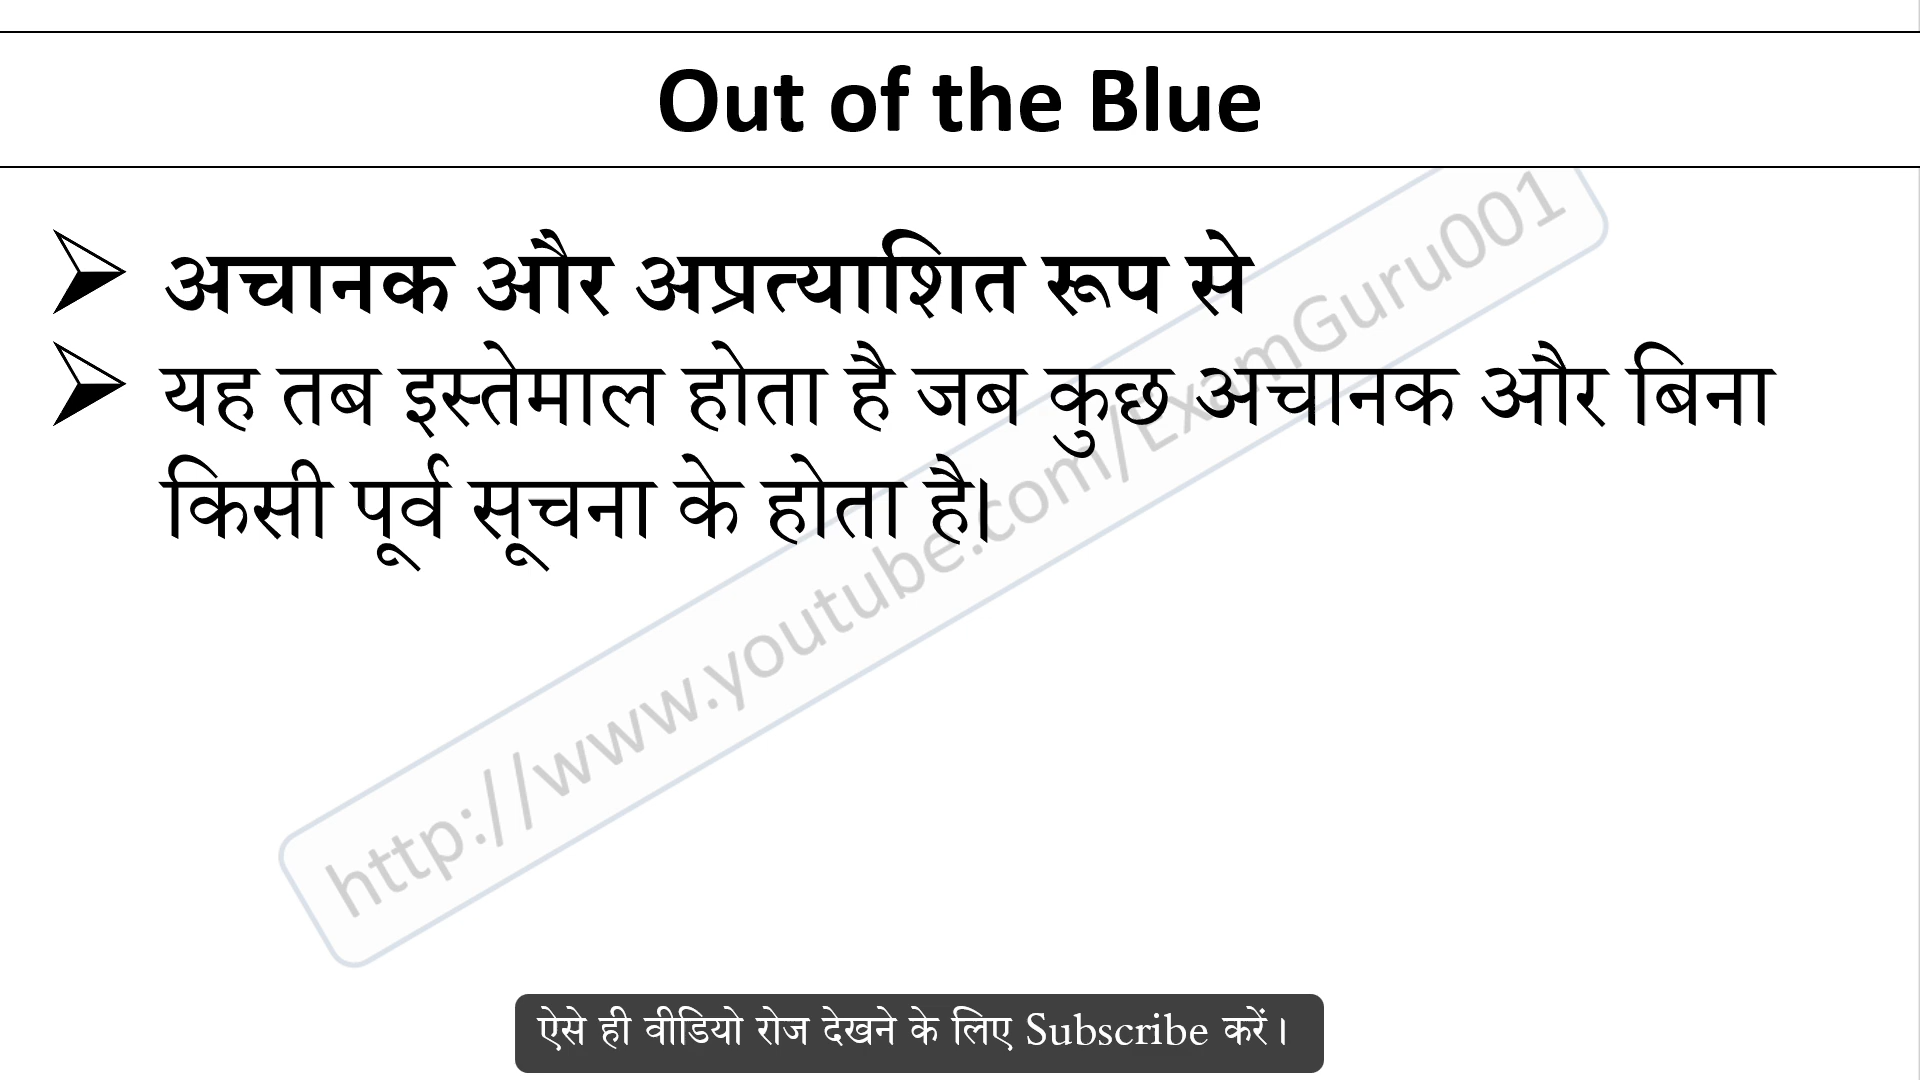 Out of the Blue
➢ अचानक और अप्रत्याशित रूप से
➢ यह तब इस्तेमाल होता है जब कुछ अचानक और बिना
किसी पूर्व सूचना के होता है।
http://www.youtube.com/ExamGuru001
ऐसे ही वीडियो रोज देखने के लिए Subscribe करें।